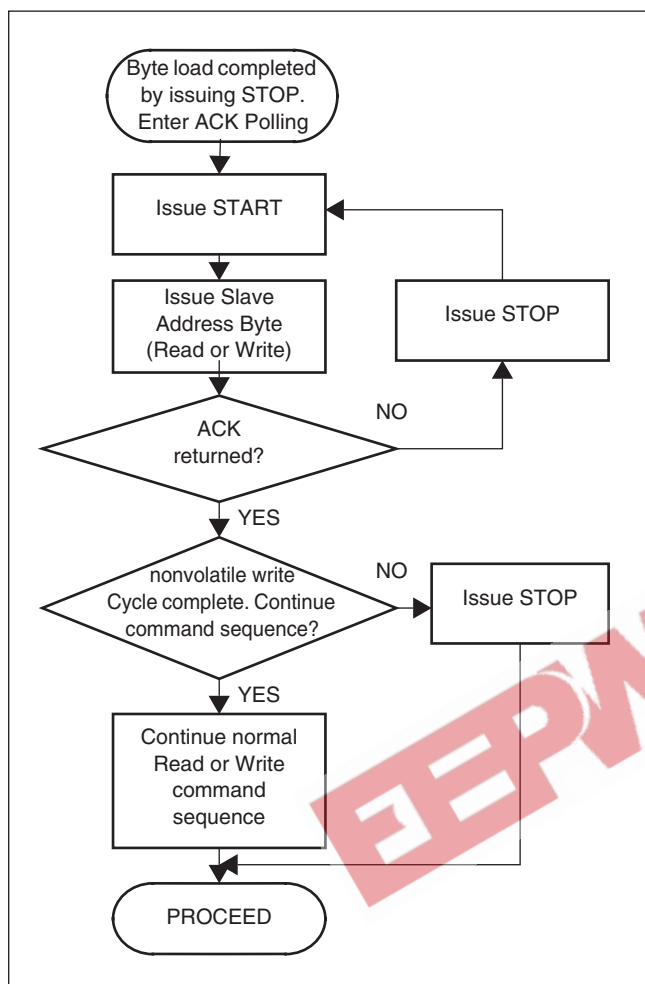 Byte load completed
by issuing STOP.
Enter ACK Polling
Issue START
Issue Slave
Address Byte
(Read or Write)
Issue STOP
ACK
returned?
NO
YES
nonvolatile write
Cycle complete. Continue
command sequence?
NO
Issue STOP
YES
Continue normal
Read or Write
command
sequence
PROCEED
EEPW